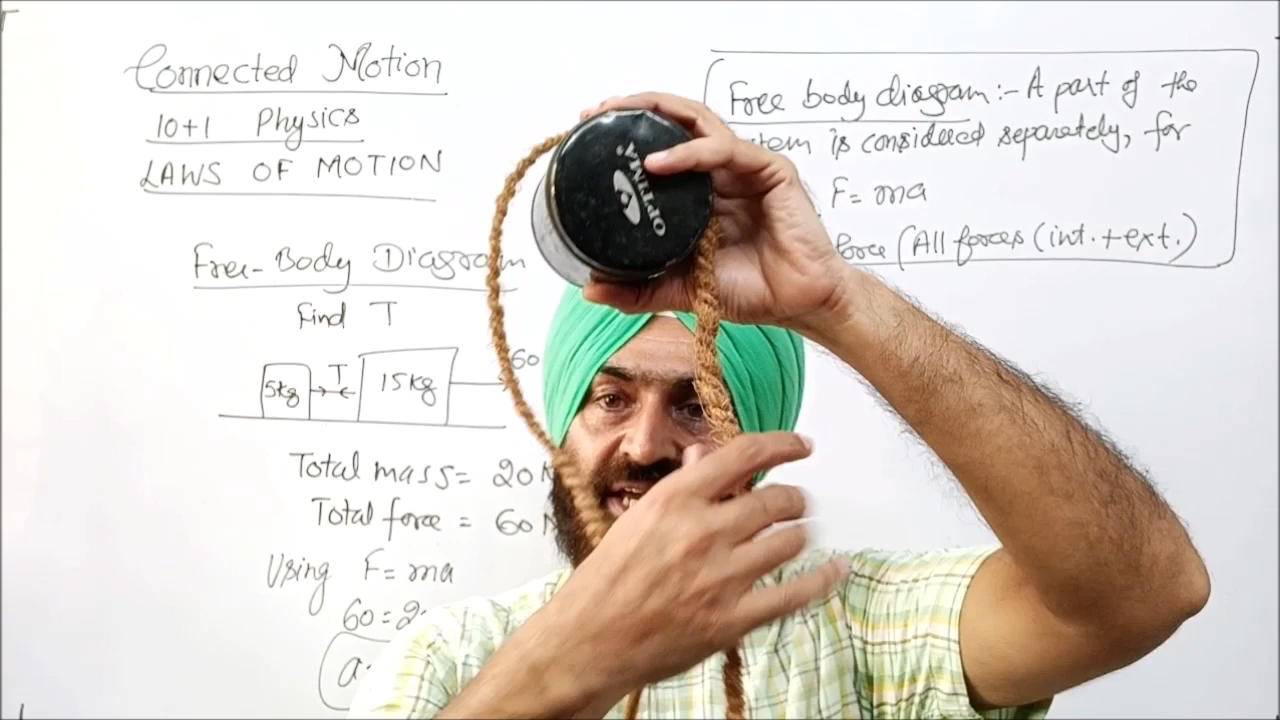 Connected Motion
10+1 Physics
LAWS OF MOTION
Free-Body Diagram
Find T
5kg T 15kg 60
Total mass = 20
Total force = 60 N
Using F=ma
60=2
a
Free body diagram:- A part of the
is considered separately, for
F=ma
(All forces (int.+ext.)
OPTIMA